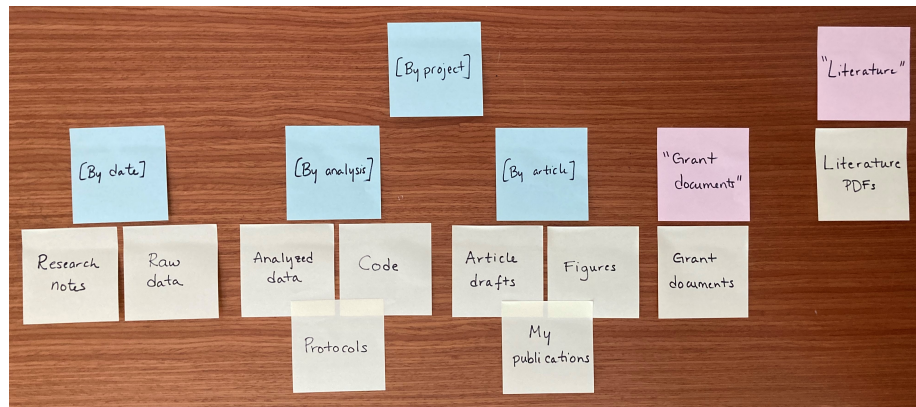 [By project]
"Literature"
[By date]
[By analysis]
[By article]
"Grant
documents"
Literature
PDFs
Research
notes
Raw
data
Analyzed
data
Code
Article
drafts
Figures
Grant
documents
Protocols
My
publications